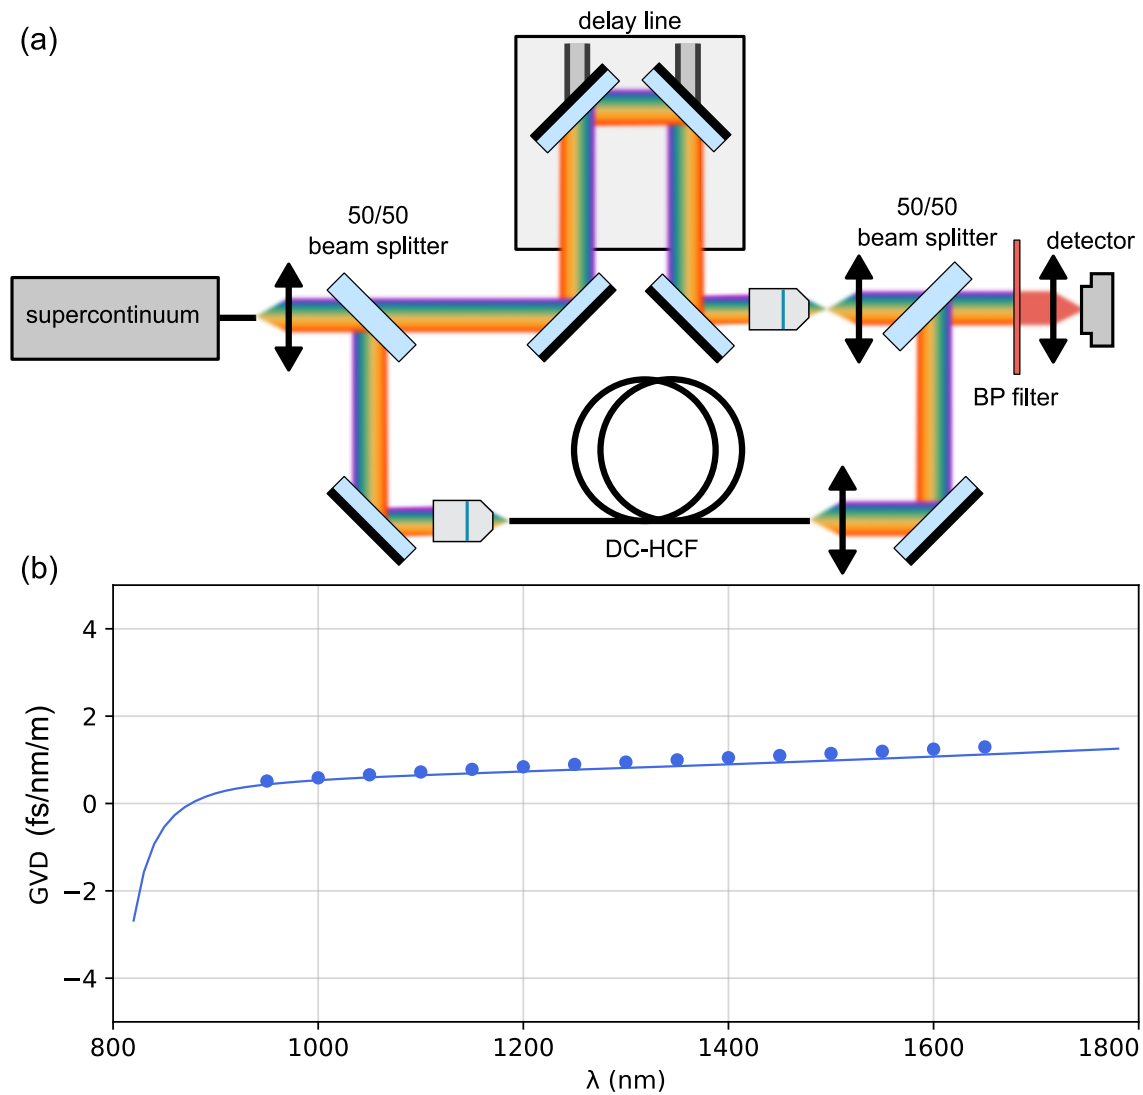 (a)
delay line
50/50
beam splitter
50/50
beam splitter
detector
supercontinuum
BP filter
DC-HCF
(b)
4
2
0
−2
−4
GVD (fs/nm/m)
800
1000
1200
1400
1600
1800
λ (nm)